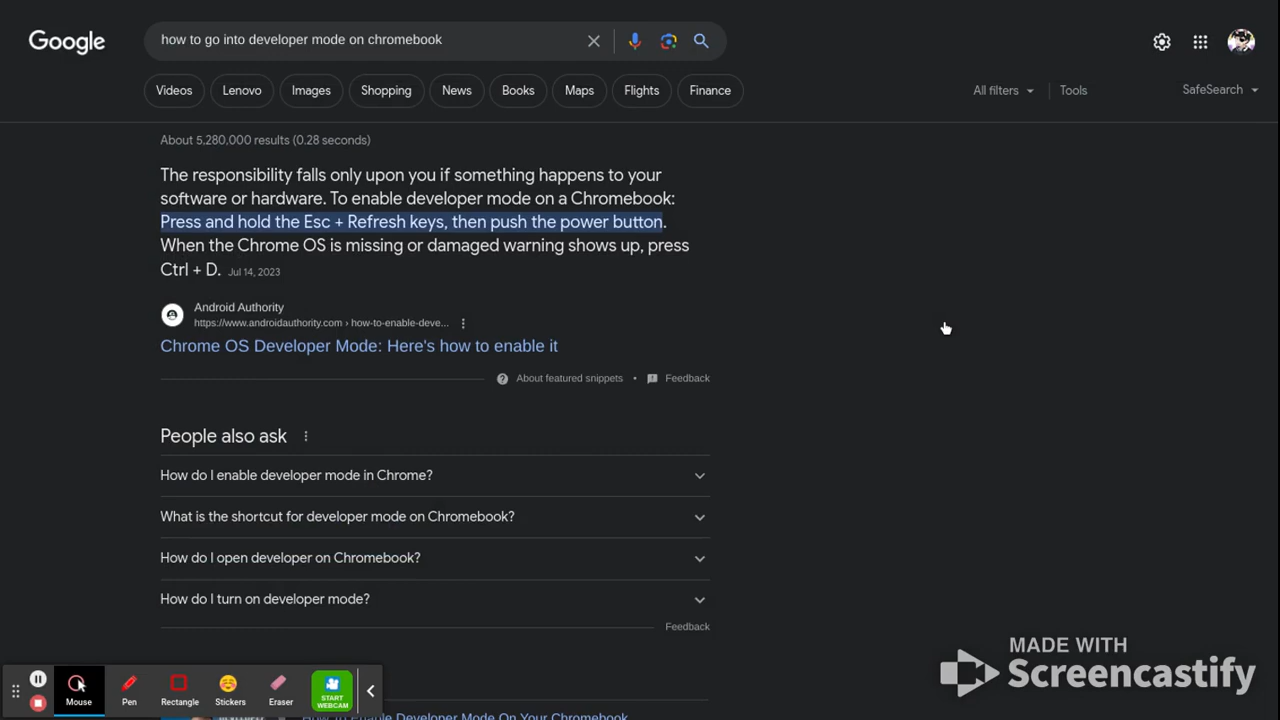 Google
how to go into developer mode on chromebook
Videos
Lenovo
Images
Shopping
News
Books
Maps
Flights
Finance
All filters
Tools
SafeSearch
About 5,280,000 results (0.28 seconds)
The responsibility falls only upon you if something happens to your
software or hardware. To enable developer mode on a Chromebook:
Press and hold the Esc + Refresh keys, then push the power button.
When the Chrome OS is missing or damaged warning shows up, press
Ctrl + D. Jul 14, 2023
Android Authority
https://www.androidauthority.com › how-to-enable-deve...
Chrome OS Developer Mode: Here's how to enable it
About featured snippets • Feedback
People also ask
How do I enable developer mode in Chrome?
What is the shortcut for developer mode on Chromebook?
How do I open developer on Chromebook?
How do I turn on developer mode?
Feedback
How To Enable Developer Mode On Your Chromebook
Mouse
Pen
Rectangle
Stickers
Eraser
START
WEBCAM
MADE WITH
Screencastify